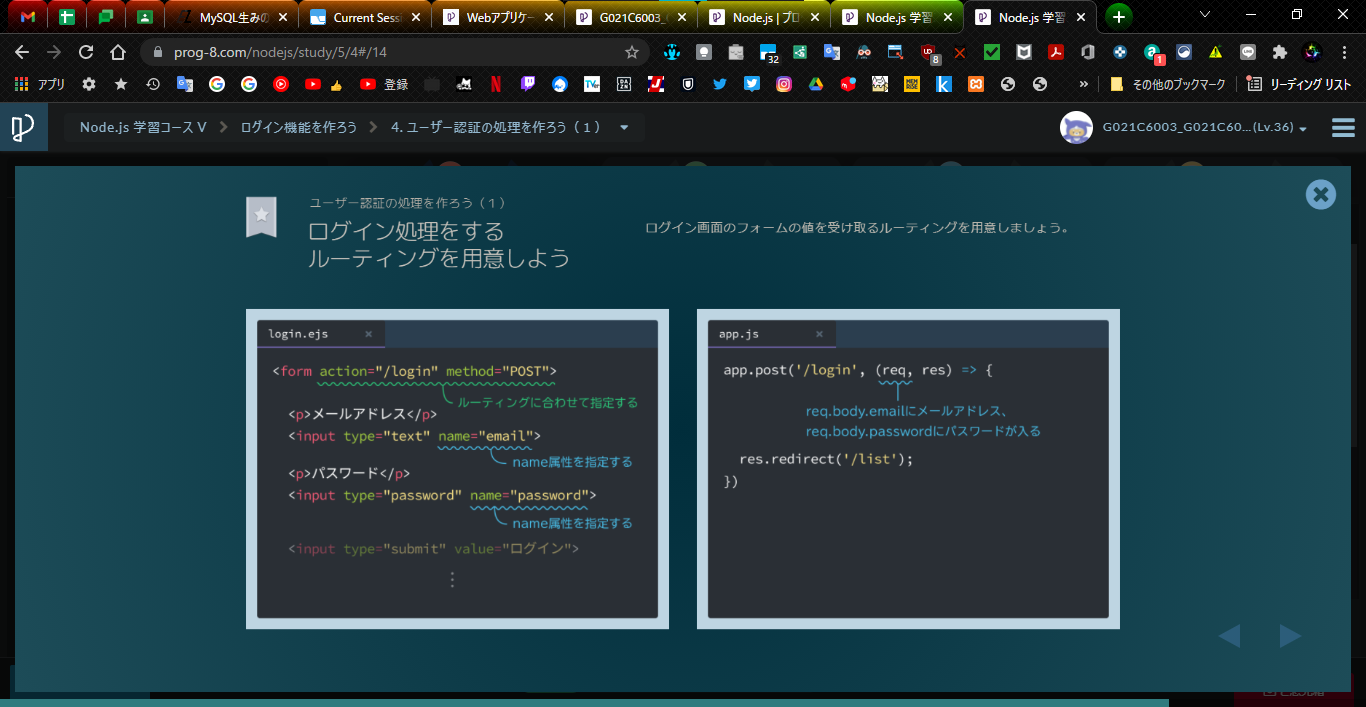 MySQL生みの
Current Sess
Webアプリケー
G021C6003_
Node.js | プロ
Node.js 学習
Node.js 学習
prog-8.com/nodejs/study/5/4#/14
32
8
1
アプリ
登録
その他のブックマーク
リーディング リスト
Node.js 学習コース V
ログイン機能を作ろう
4. ユーザー認証の処理を作ろう（1）
G021C6003_G021C60...(Lv.36)
ユーザー認証の処理を作ろう（1）
ログイン処理をする
ルーティングを用意しよう
ログイン画面のフォームの値を受け取るルーティングを用意しましょう。
login.ejs ×
<form action="/login" method="POST">
ルーティングに合わせて指定する
<p>メールアドレス</p>
<input type="text" name="email">
name属性を指定する
<p>パスワード</p>
<input type="password" name="password">
name属性を指定する
<input type="submit" value="ログイン">
⋮
app.js ×
app.post('/login', (req, res) => {
req.body.emailにメールアドレス、
req.body.passwordにパスワードが入る
res.redirect('/list');
})